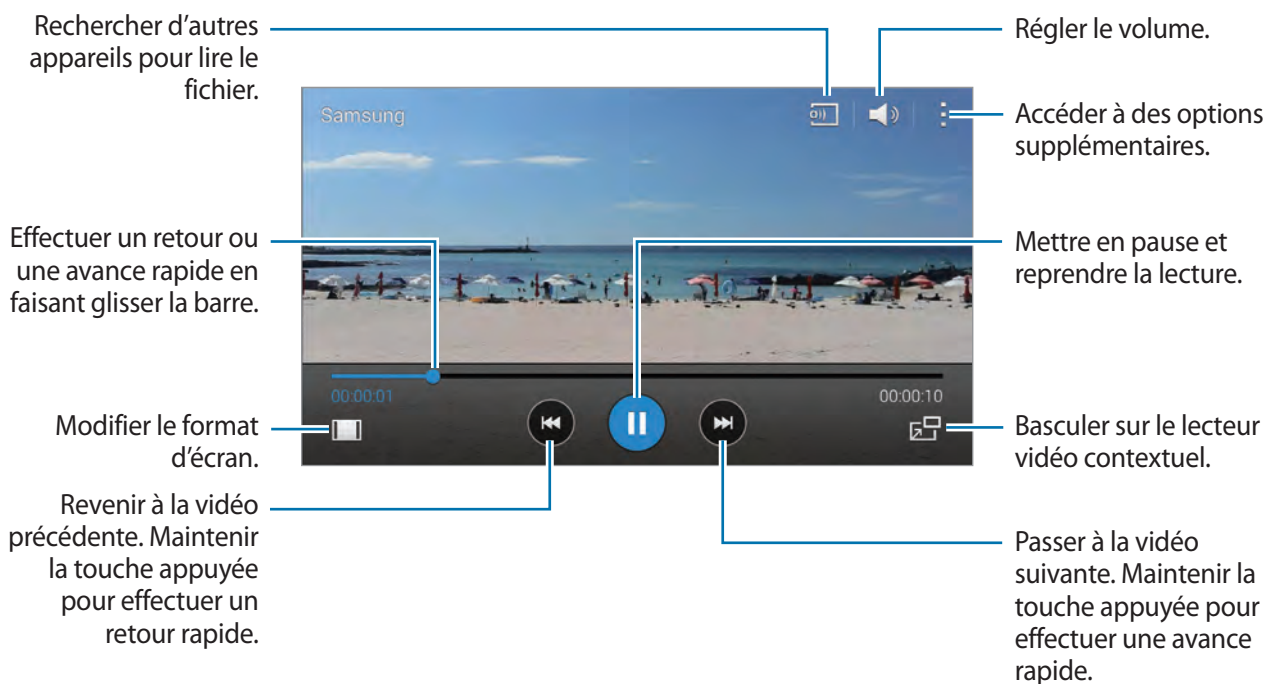 Rechercher d’autres
appareils pour lire le
fichier.
Régler le volume.
Samsung
Accéder à des options
supplémentaires.
Effectuer un retour ou
une avance rapide en
faisant glisser la barre.
Mettre en pause et
reprendre la lecture.
00:00:01
00:00:10
Modifier le format
d’écran.
Basculer sur le lecteur
vidéo contextuel.
Revenir à la vidéo
précédente. Maintenir
la touche appuyée
pour effectuer un
retour rapide.
Passer à la vidéo
suivante. Maintenir la
touche appuyée pour
effectuer une avance
rapide.